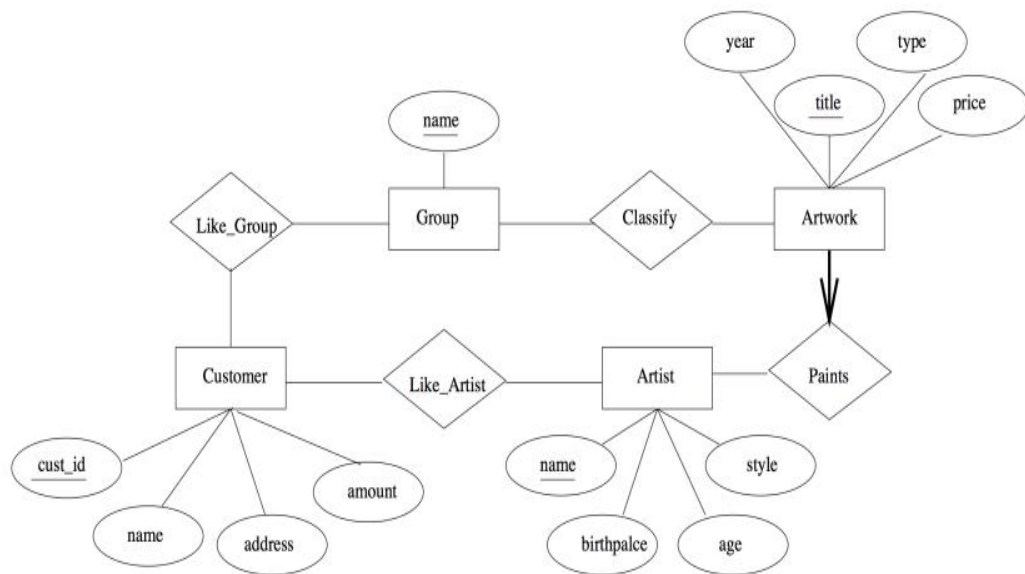 year
type
title
price
name
Like_Group
Group
Classify
Artwork
Customer
Like_Artist
Artist
Paints
cust_id
name
address
amount
name
birthpalce
age
style